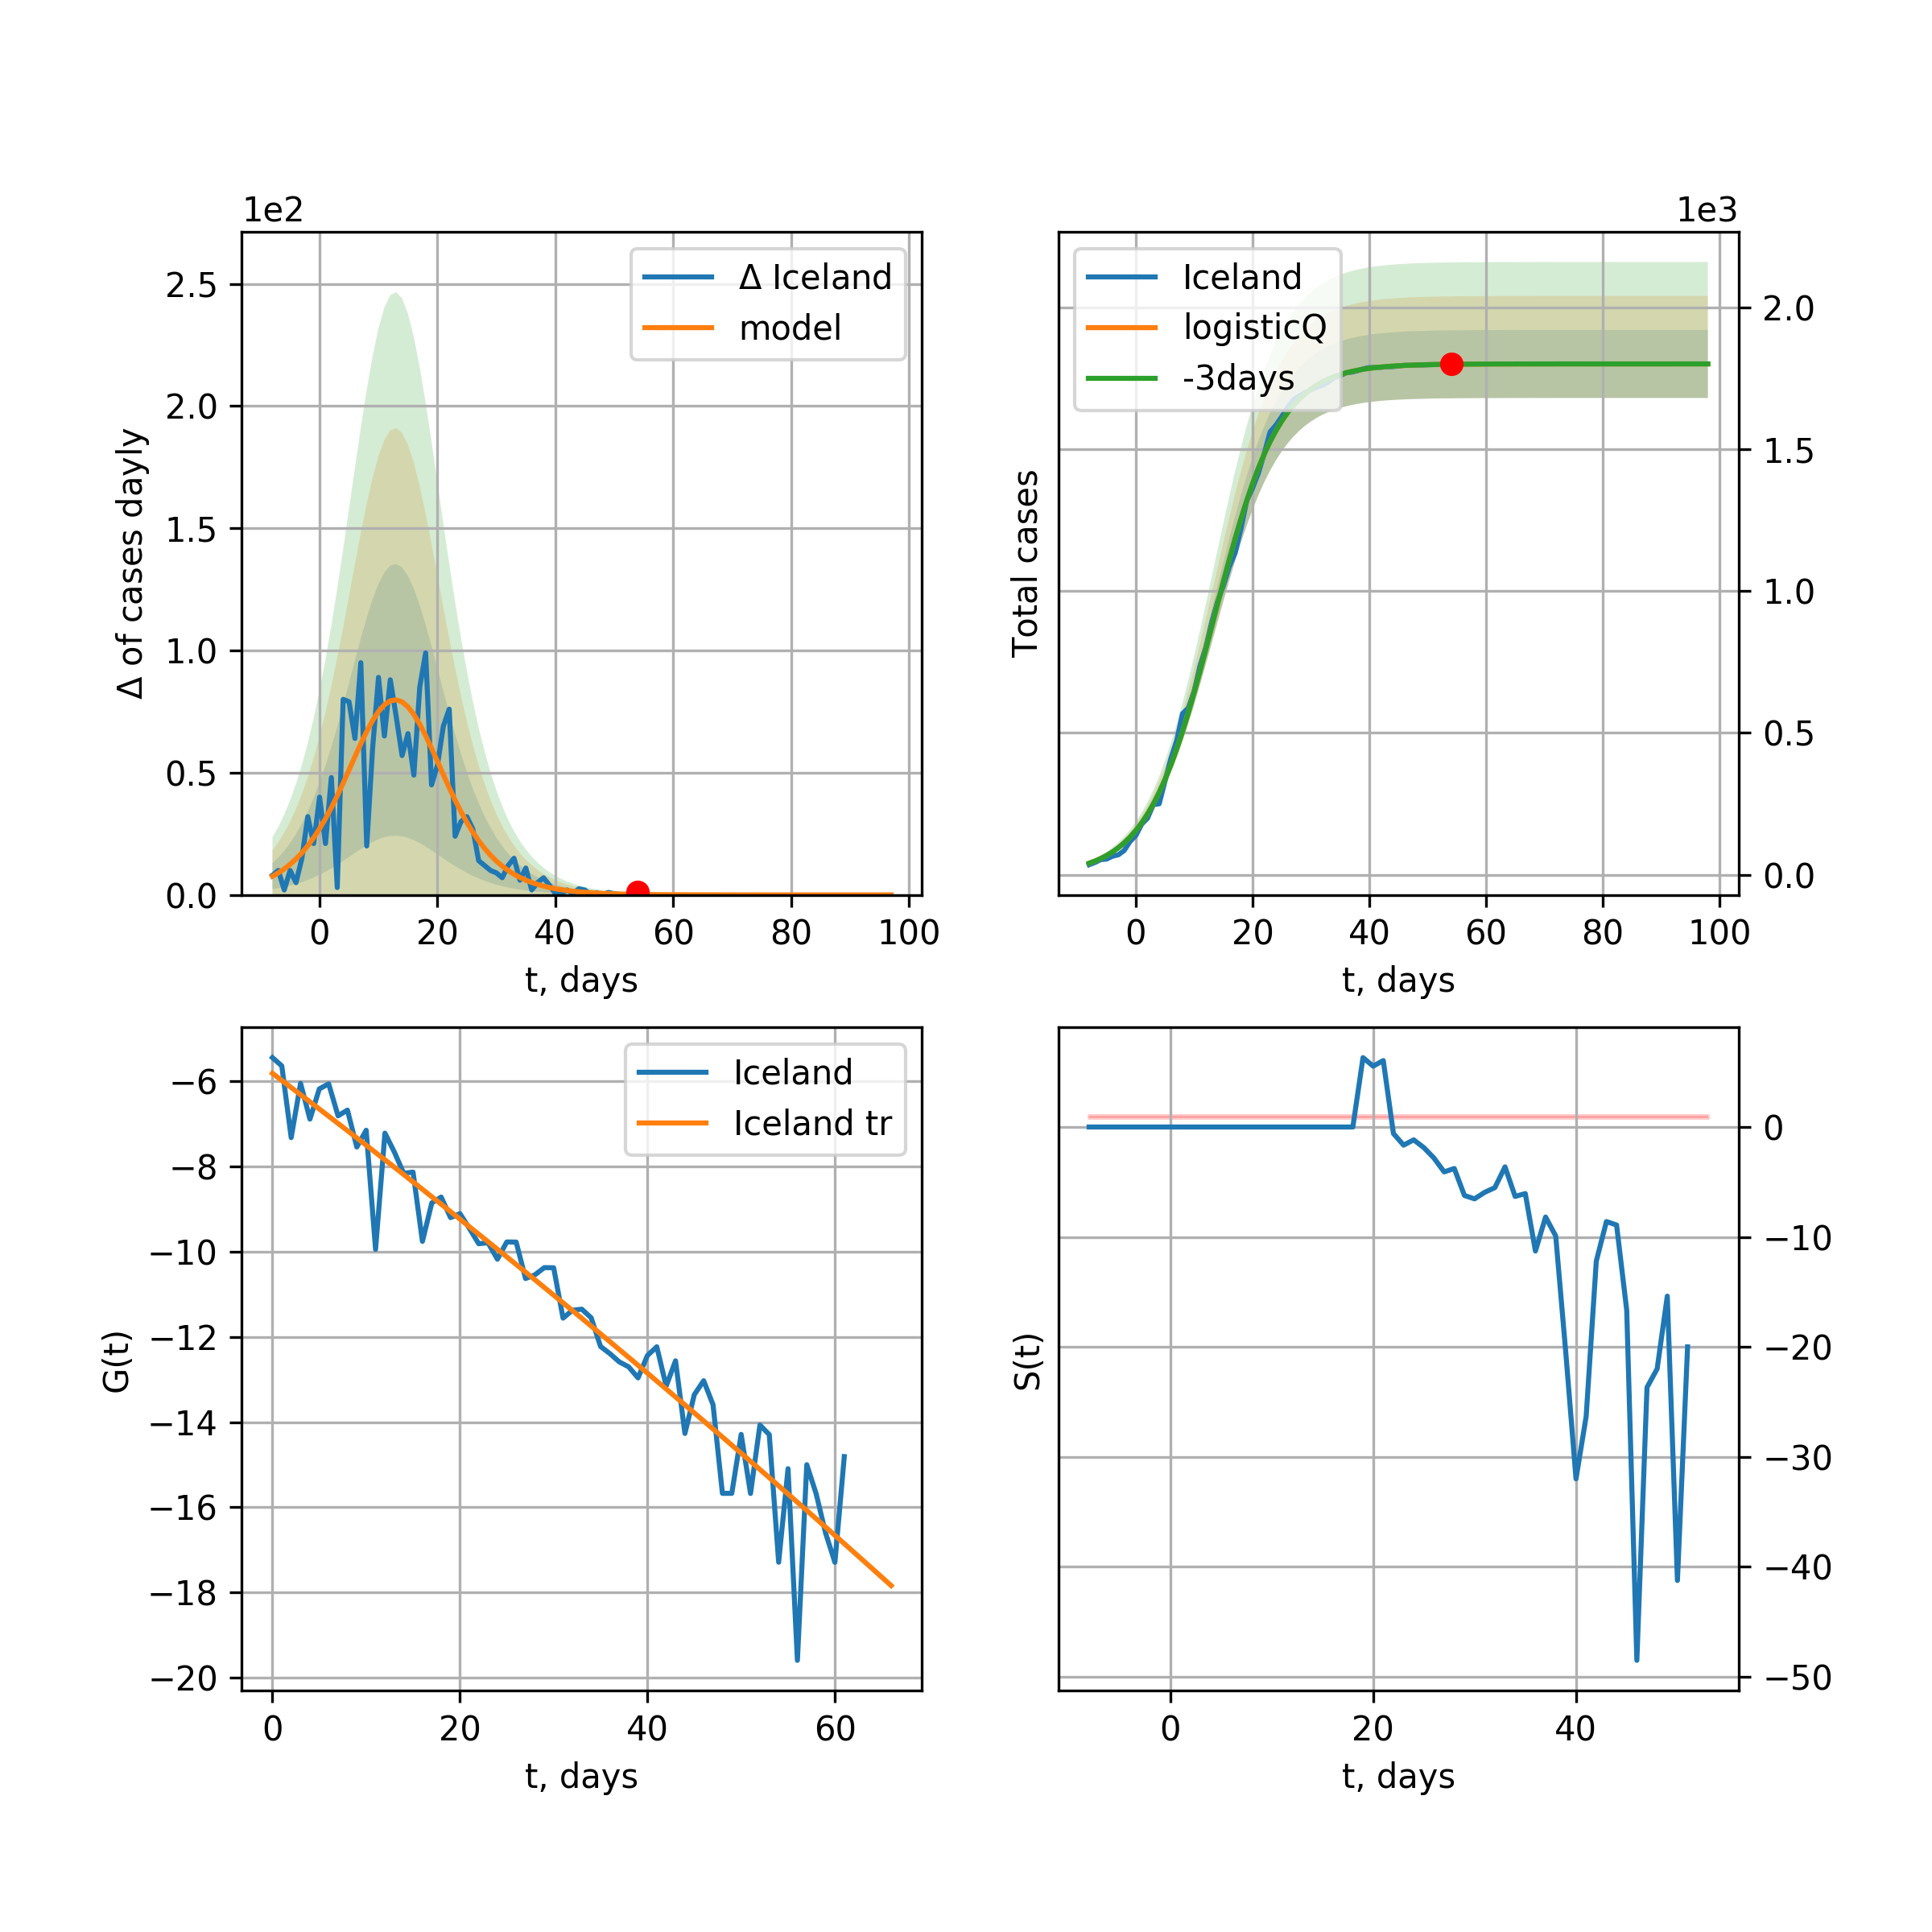 1e2
2.5
2.0
1.5
1.0
0.5
0.0
Δ of cases dayly
0 20 40 60 80 100
t, days
Δ Iceland
model
1e3
Iceland
logisticQ
-3days
Total cases
2.0
1.5
1.0
0.5
0.0
0 20 40 60 80 100
t, days
Iceland
Iceland tr
G(t)
−6
−8
−10
−12
−14
−16
−18
−20
0 20 40 60
t, days
S(t)
0
−10
−20
−30
−40
−50
0 20 40
t, days